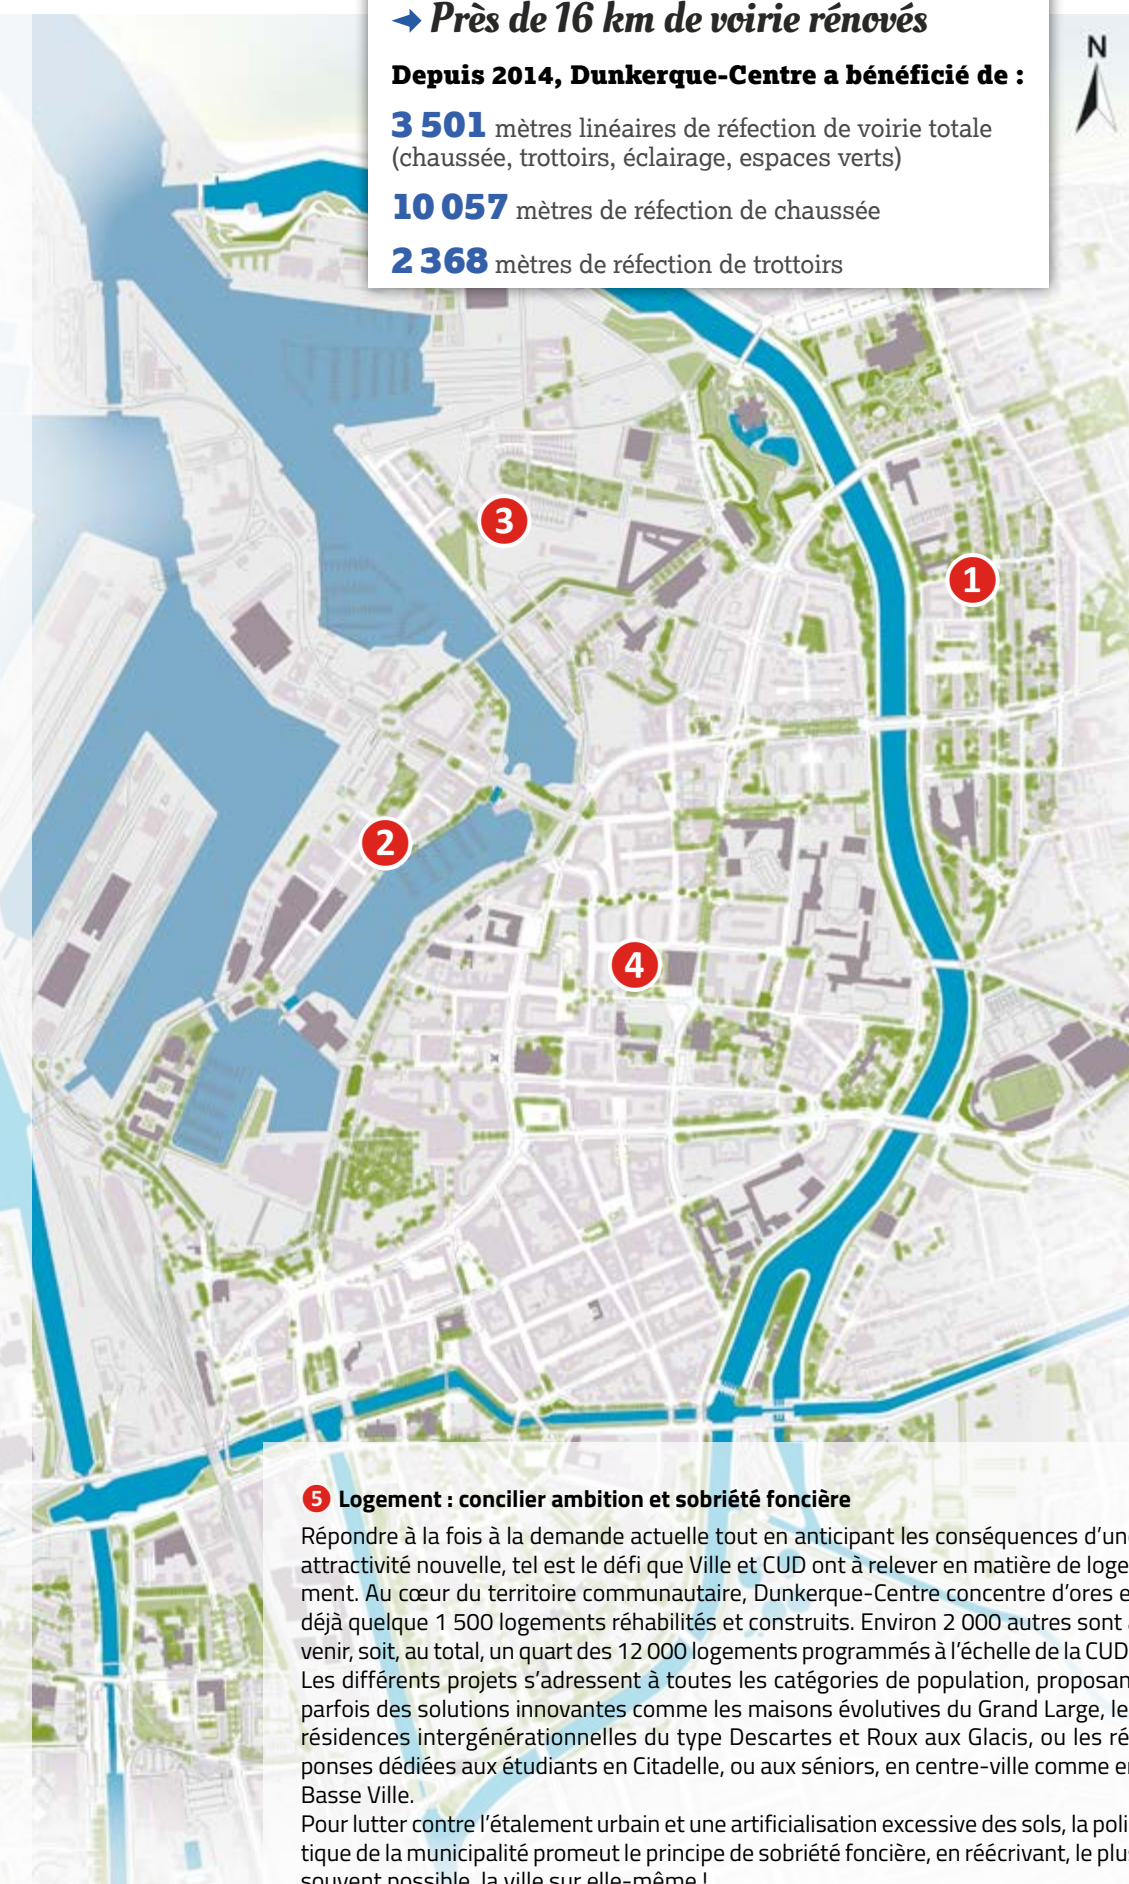 ➜ Près de 16 km de voirie rénovés
Depuis 2014, Dunkerque-Centre a bénéficié de :
3 501 mètres linéaires de réfection de voirie totale
(chaussée, trottoirs, éclairage, espaces verts)
10 057 mètres de réfection de chaussée
2 368 mètres de réfection de trottoirs
N
3
1
2
4
5 Logement : concilier ambition et sobriété foncière
Répondre à la fois à la demande actuelle tout en anticipant les conséquences d'une
attractivité nouvelle, tel est le défi que Ville et CUD ont à relever en matière de loge
ment. Au cœur du territoire communautaire, Dunkerque-Centre concentre d'ores e
déjà quelque 1 500 logements réhabilités et construits. Environ 2 000 autres sont à
venir, soit, au total, un quart des 12 000 logements programmés à l'échelle de la CUD
Les différents projets s'adressent à toutes les catégories de population, proposan
parfois des solutions innovantes comme les maisons évolutives du Grand Large, le
résidences intergénérationnelles du type Descartes et Roux aux Glacis, ou les ré
ponses dédiées aux étudiants en Citadelle, ou aux séniors, en centre-ville comme en
Basse Ville.
Pour lutter contre l'étalement urbain et une artificialisation excessive des sols, la poli
tique de la municipalité promeut le principe de sobriété foncière, en réécrivant, le plus
souvent possible, la ville sur elle-même !